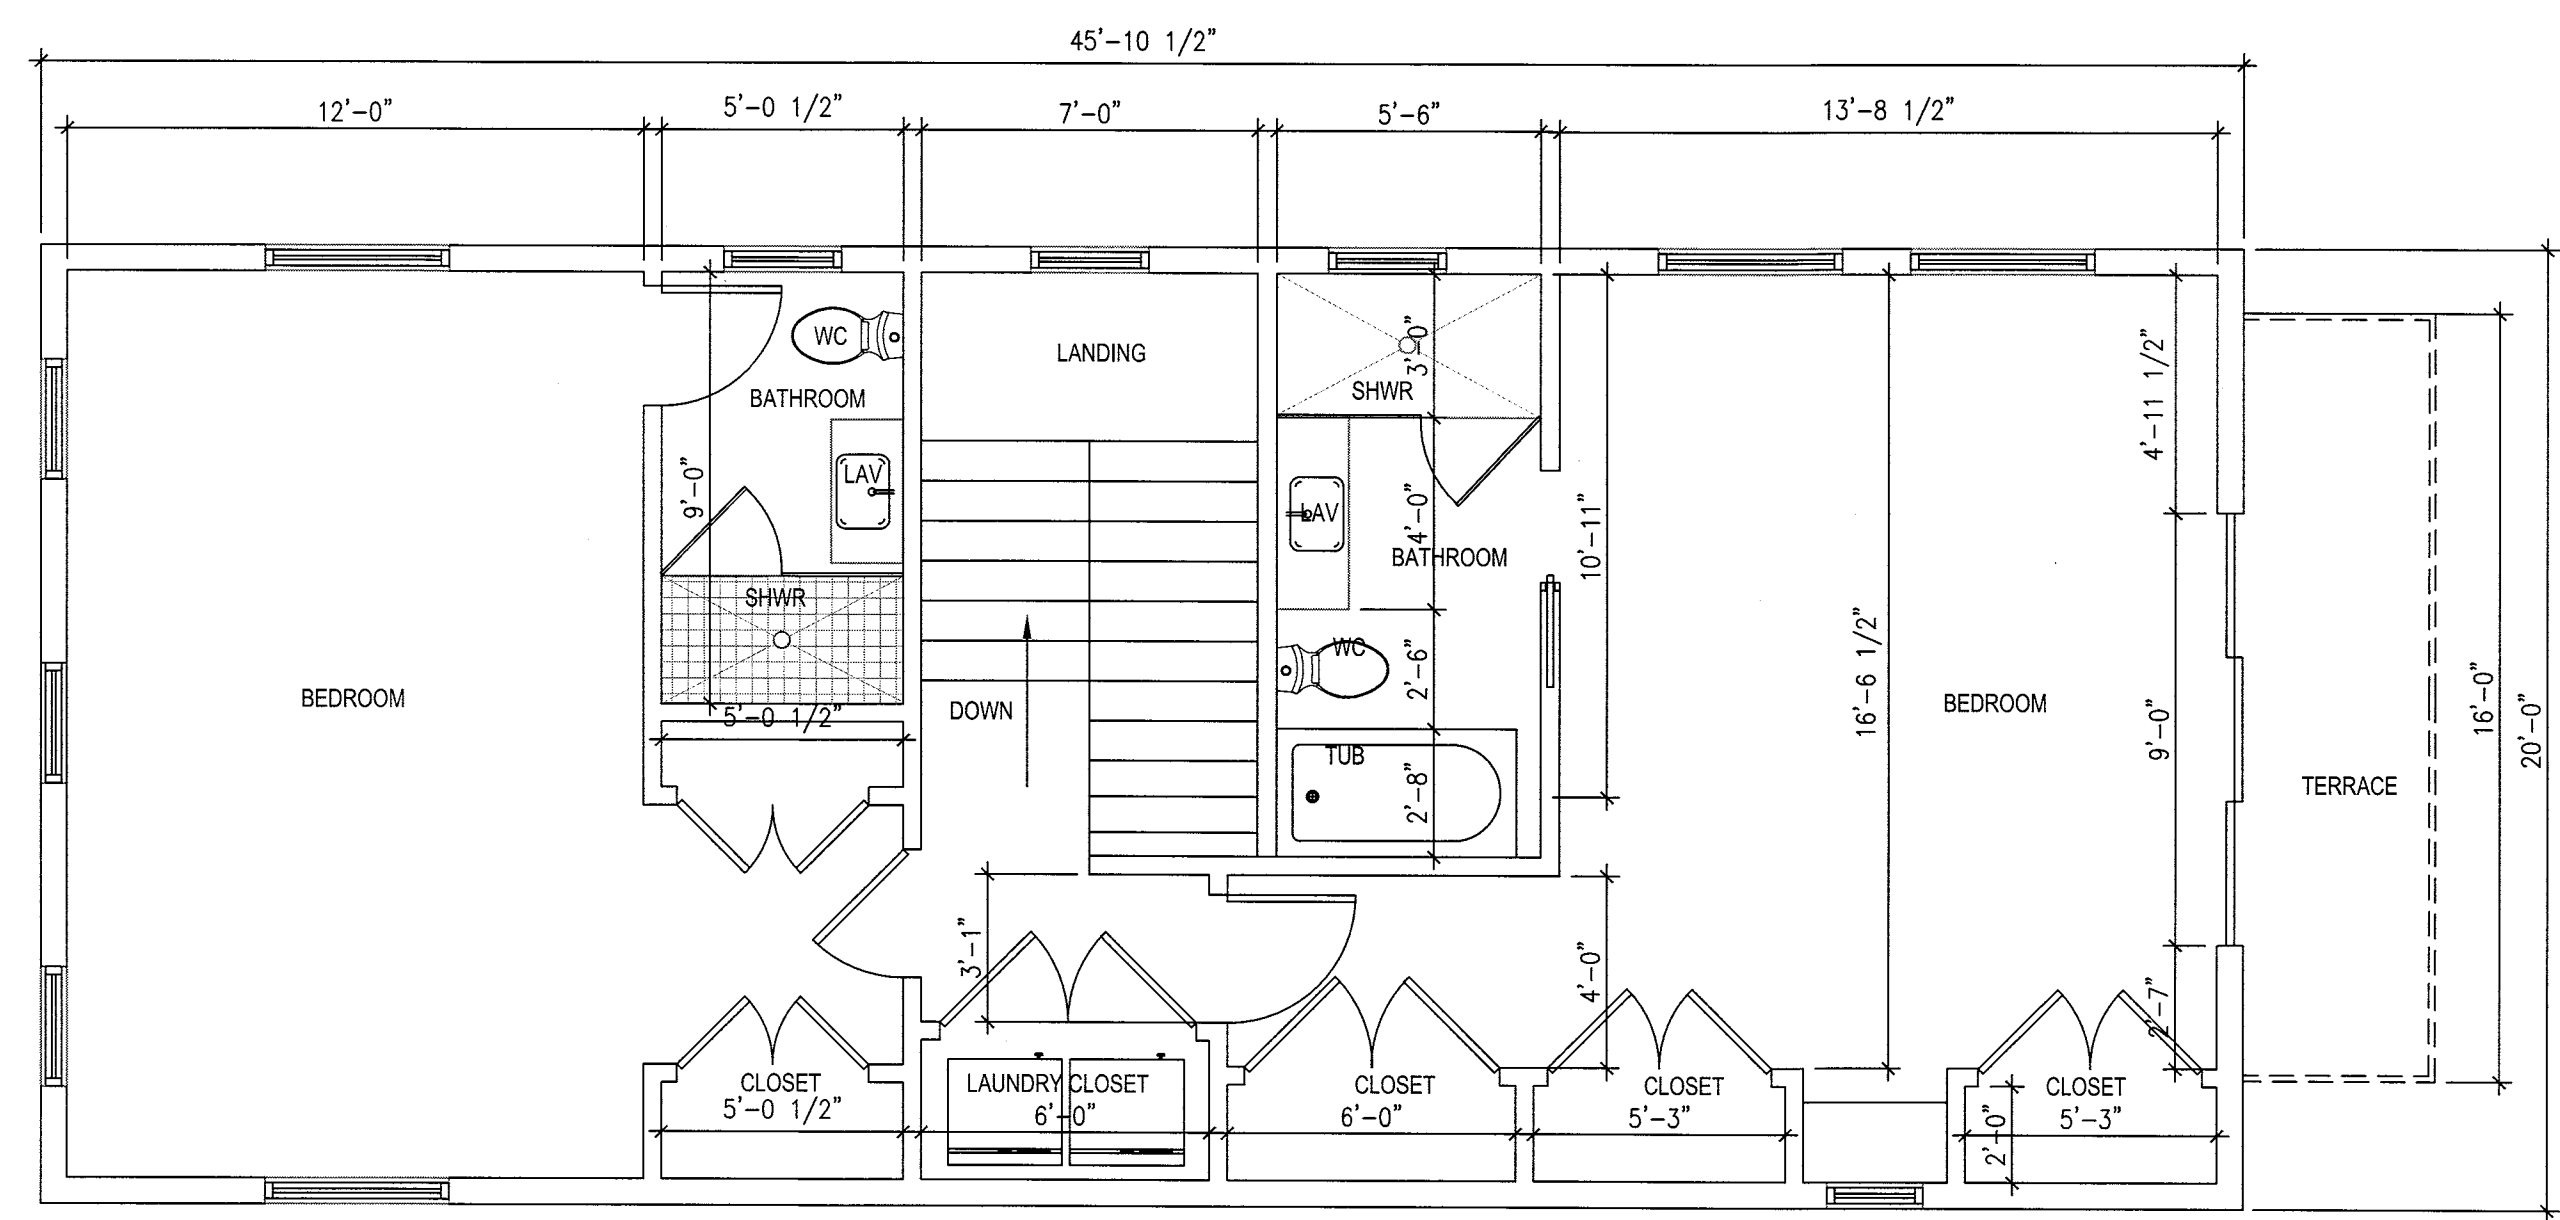 45'-10 1/2"
12'-0"
5'-0 1/2"
7'-0"
5'-6"
13'-8 1/2"
WC
BATHROOM
LAV
9'-0"
SHWR
5'-0 1/2"
BEDROOM
LANDING
DOWN
3'-0"
SHWR
LAV
4'-0"
BATHROOM
WC
2'-6"
TUB
2'-8"
10'-11"
16'-6 1/2"
BEDROOM
4'-11 1/2"
9'-0"
2'-7"
TERRACE
16'-0"
20'-0"
3'-1"
4'-0"
CLOSET
5'-0 1/2"
LAUNDRY CLOSET
6'-0"
CLOSET
6'-0"
CLOSET
5'-3"
CLOSET
5'-3"
2'-0"